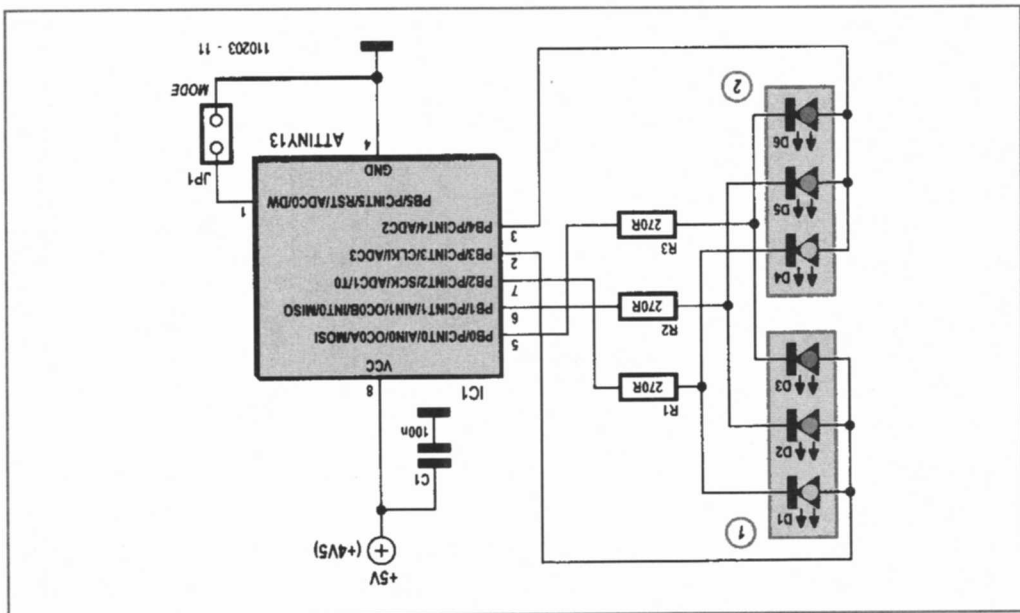 +5V
(+4V5)
1
D1
D2
D3
R1
270R
R2
270R
R3
270R
C1
100n
IC1
8
VCC
5
PB0/PCINT0/AIN0/OC0A/MOSI
6
PB1/PCINT1/AIN1/OC0B/INT0/MISO
7
PB2/PCINT2/SCK/ADC1/T0
2
PB3/PCINT3/CLKI/ADC3
3
PB4/PCINT4/ADC2
PB5/PCINT5/RST/ADC0/DW
1
GND
4
ATTINY13
JP1
MODE
D4
D5
D6
2
110203 - 11